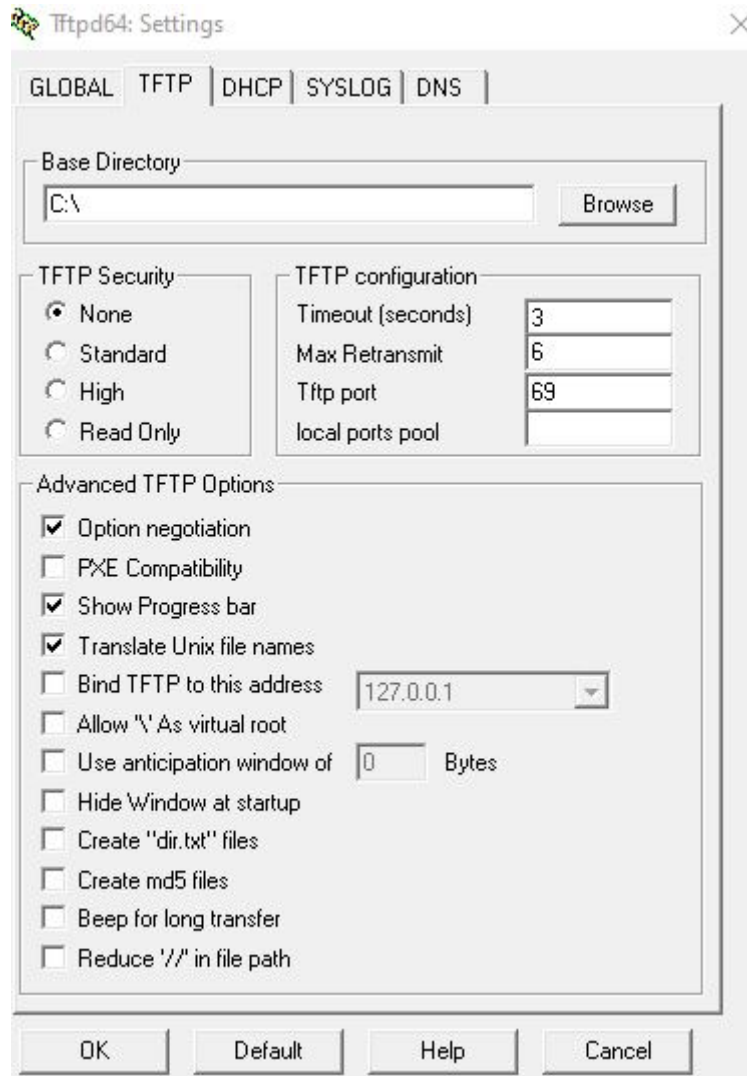 Tftpd64: Settings
GLOBAL TFTP DHCP SYSLOG DNS
Base Directory
C:\ Browse
TFTP Security
None
Standard
High
Read Only
TFTP configuration
Timeout (seconds) 3
Max Retransmit 6
Tftp port 69
local ports pool
Advanced TFTP Options
Option negotiation
PXE Compatibility
Show Progress bar
Translate Unix file names
Bind TFTP to this address 127.0.0.1
Allow '\' As virtual root
Use anticipation window of 0 Bytes
Hide Window at startup
Create "dir.txt" files
Create md5 files
Beep for long transfer
Reduce '//' in file path
OK Default Help Cancel